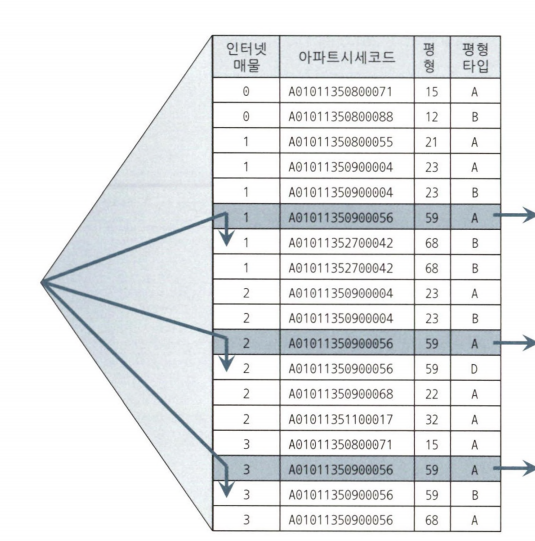 인터넷 매물 아파트시세코드 평형 평형 타입
0 A01011350800071 15 A
0 A01011350800088 12 B
1 A01011350800055 21 A
1 A01011350900004 23 A
1 A01011350900004 23 B
1 A01011350900056 59 A
1 A01011352700042 68 B
1 A01011352700042 68 B
2 A01011350900004 23 A
2 A01011350900004 23 B
2 A01011350900056 59 A
2 A01011350900056 59 D
2 A01011350900068 22 A
2 A01011351100017 32 A
3 A01011350800071 15 A
3 A01011350900056 59 A
3 A01011350900056 59 B
3 A01011350900056 68 A